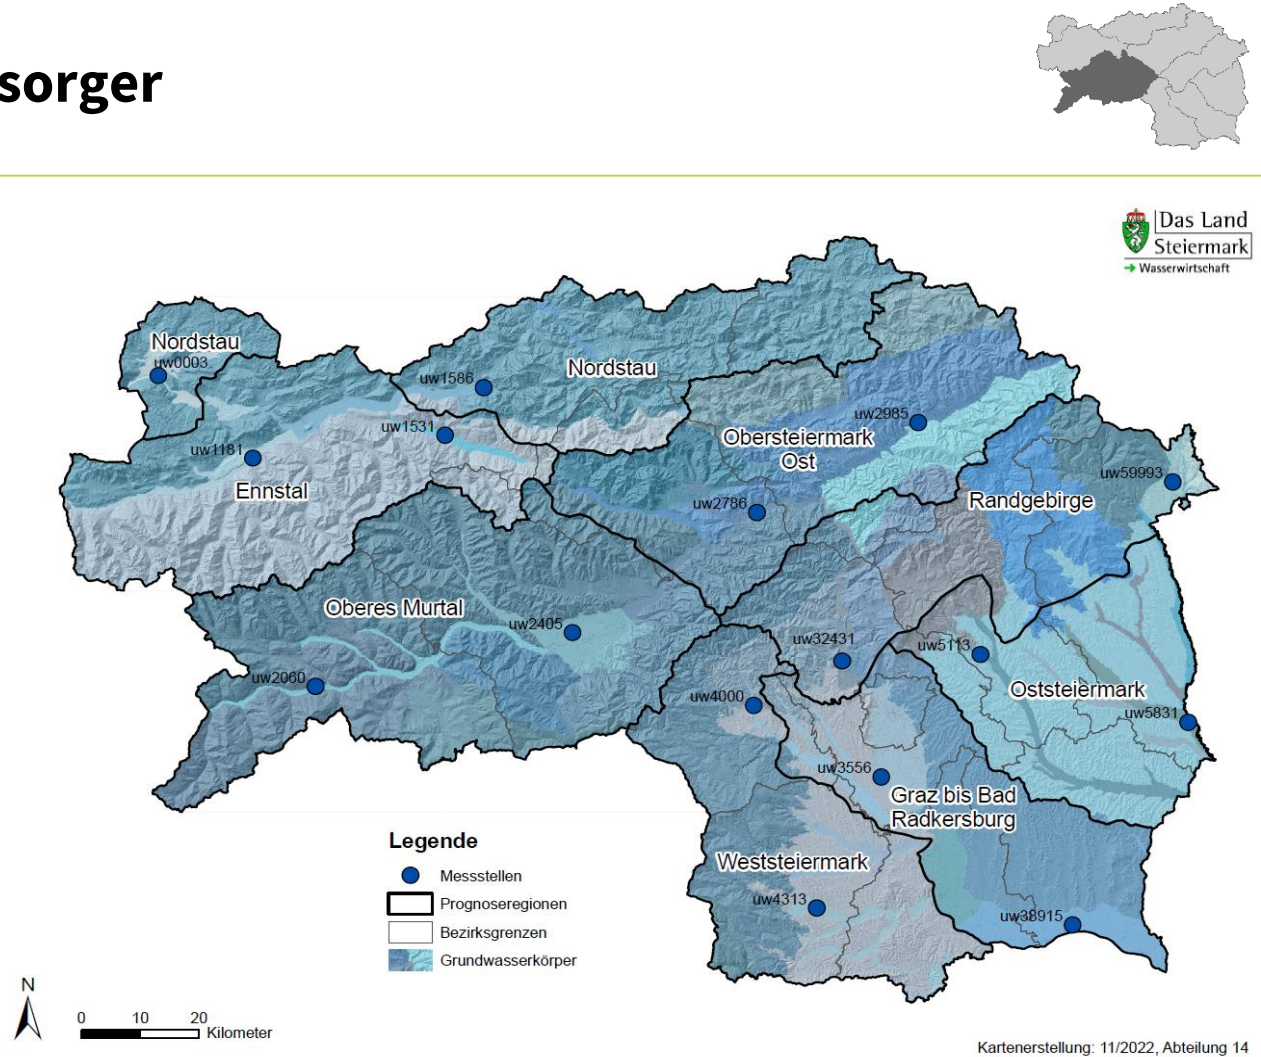 sorger
Das Land
Steiermark
Wasserwirtschaft
Nordstau
uw0003
Nordstau
uw1586
uw1531
uw2985
uw1181
Obersteiermark
Ost
uw59993
Ennstal
Randgebirge
uw2786
Oberes Murtal
uw2405
uw32431
uw5113
uw2060
uw4000
Oststeiermark
uw5831
uw3556
Graz bis Bad
Radkersburg
Weststeiermark
uw4313
uw38915
Legende
Messstellen
Prognoseregionen
Bezirksgrenzen
Grundwasserkörper
N
0 10 20
Kilometer
Kartenerstellung: 11/2022, Abteilung 14